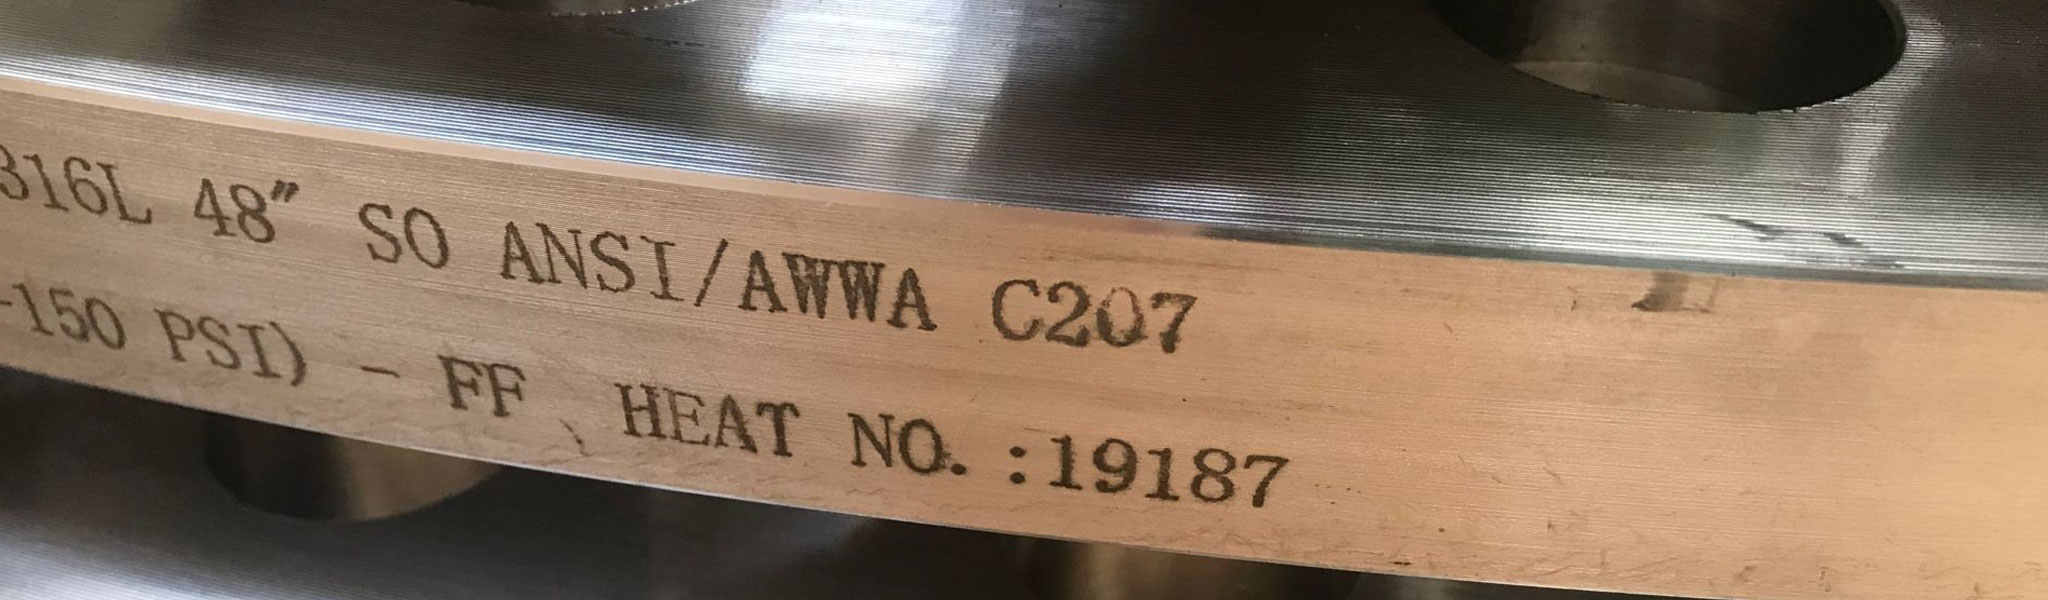 316L 48" SO ANSI/AWWA C207
-150 PSI) - FF HEAT NO.:19187